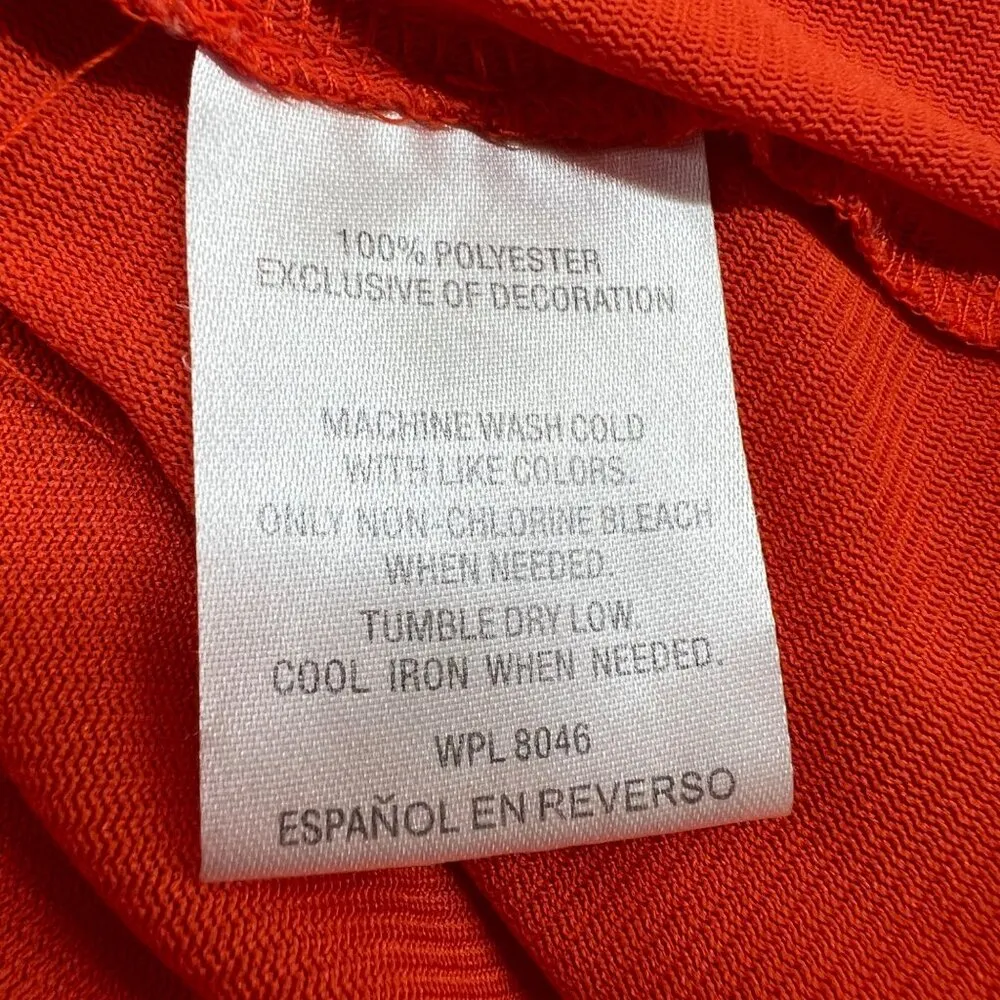 100% POLYESTER
EXCLUSIVE OF DECORATION
MACHINE WASH COLD
WITH LIKE COLORS.
ONLY NON-CHLORINE BLEACH
WHEN NEEDED.
TUMBLE DRY LOW.
COOL IRON WHEN NEEDED.
WPL 8046
ESPAÑOL EN REVERSO